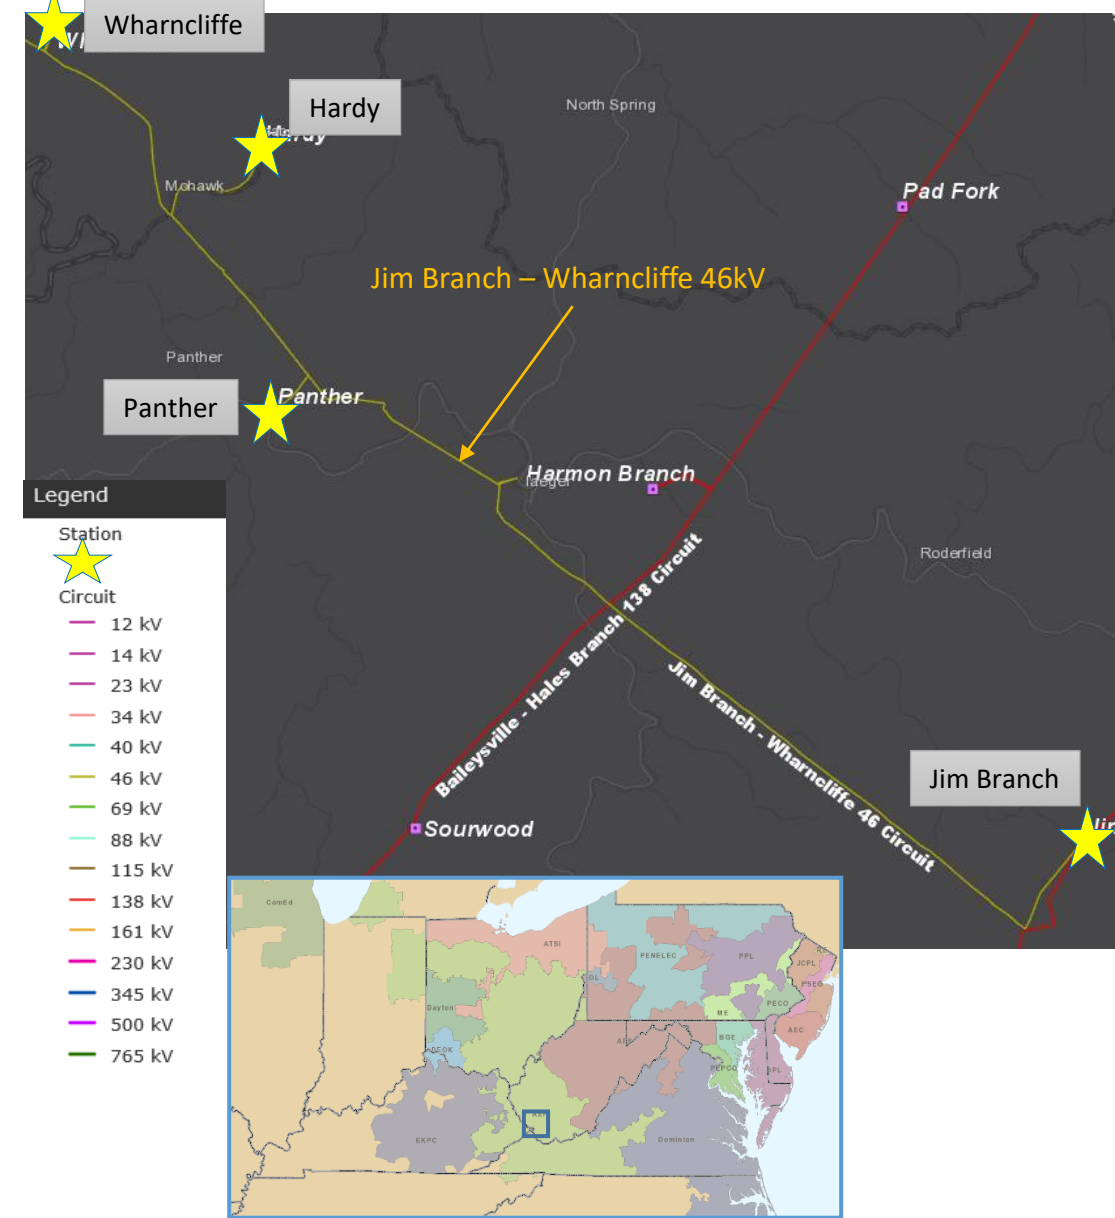 Wharncliffe
Hardy
North Spring
Mohawk
Pad Fork
Jim Branch – Wharncliffe 46kV
Panther
Panther
Panther
Harmon Branch
Iaeger
Roderfield
Baileysville - Hales Branch 138 Circuit
Jim Branch - Wharncliffe 46 Circuit
Jim Branch
Sourwood
Legend
Station
Circuit
12 kV
14 kV
23 kV
34 kV
40 kV
46 kV
69 kV
88 kV
115 kV
138 kV
161 kV
230 kV
345 kV
500 kV
765 kV
ComEd
ATSI
PENELEC
PPL
JCPL
DL
PSEG
Dayton
ME
PECO
AEC
BGE
DEOK
PEPCO
DPL
EKPC
Dominion